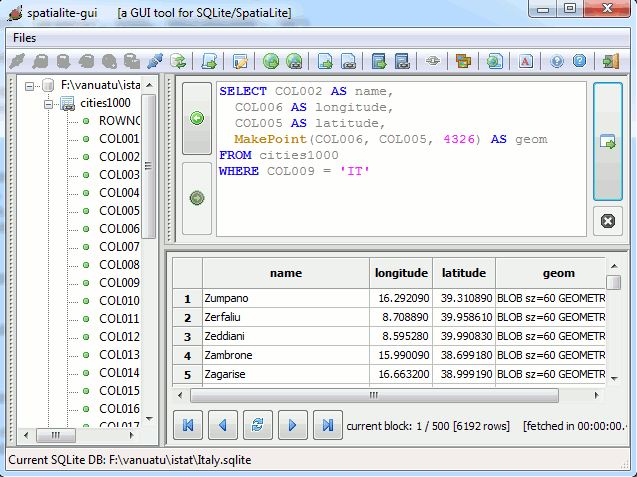 spatialite-gui [a GUI tool for SQLite/SpatiaLite]
Files
F:\vanuatu\ista
cities1000
ROWNO
COL001
COL002
COL003
COL004
COL005
COL006
COL007
COL008
COL009
COL010
COL011
COL012
COL013
COL014
COL015
COL016
COL017
SELECT COL002 AS name,
COL006 AS longitude,
COL005 AS latitude,
MakePoint(COL006, COL005, 4326) AS geom
FROM cities1000
WHERE COL009 = 'IT'
name longitude latitude geom
1 Zumpano 16.292090 39.310890 BLOB sz=60 GEOMETR
2 Zerfaliu 8.708890 39.958610 BLOB sz=60 GEOMETR
3 Zeddiani 8.595280 39.990830 BLOB sz=60 GEOMETR
4 Zambrone 15.990090 38.699180 BLOB sz=60 GEOMETR
5 Zagarise 16.663200 38.999190 BLOB sz=60 GEOMETR
current block: 1 / 500 [6192 rows] [fetched in 00:00:00.
Current SQLite DB: F:\vanuatu\istat\Italy.sqlite